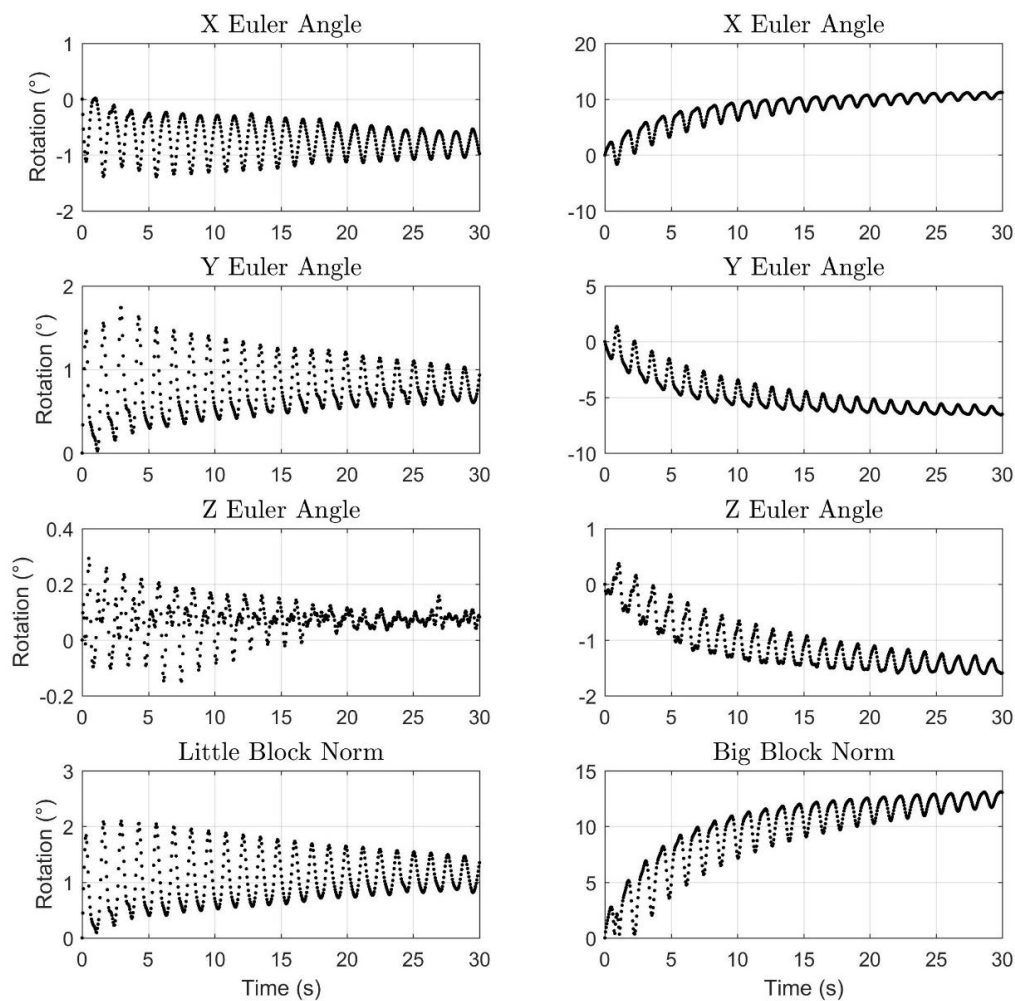 X Euler Angle
Rotation (°)
1
0
-1
-2
0 5 10 15 20 25 30
X Euler Angle
20
10
0
-10
0 5 10 15 20 25 30
Y Euler Angle
Rotation (°)
2
1
0
0 5 10 15 20 25 30
Y Euler Angle
5
0
-5
-10
0 5 10 15 20 25 30
Z Euler Angle
Rotation (°)
0.4
0.2
0
-0.2
0 5 10 15 20 25 30
Z Euler Angle
1
0
-1
-2
0 5 10 15 20 25 30
Little Block Norm
Rotation (°)
3
2
1
0
0 5 10 15 20 25 30
Time (s)
Big Block Norm
15
10
5
0
0 5 10 15 20 25 30
Time (s)